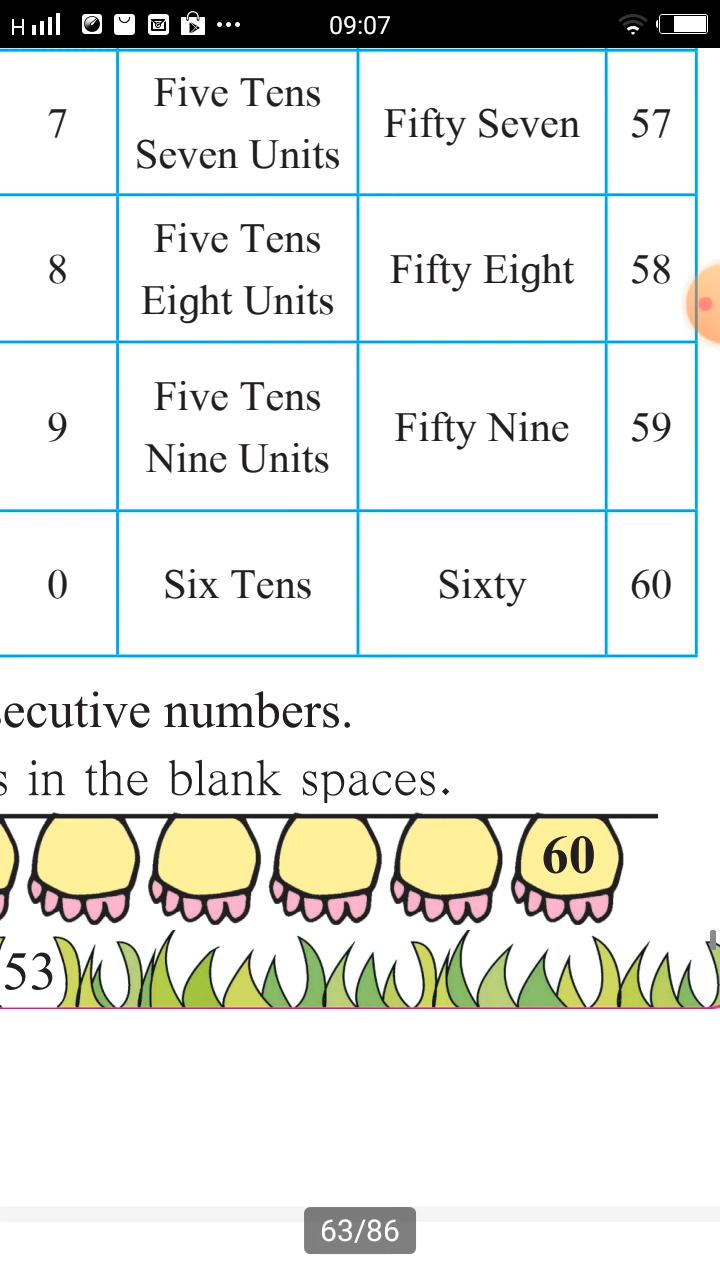 H 09:07
7 Five Tens Seven Units Fifty Seven 57
8 Five Tens Eight Units Fifty Eight 58
9 Five Tens Nine Units Fifty Nine 59
0 Six Tens Sixty 60
secutive numbers.
s in the blank spaces.
60
53
63/86